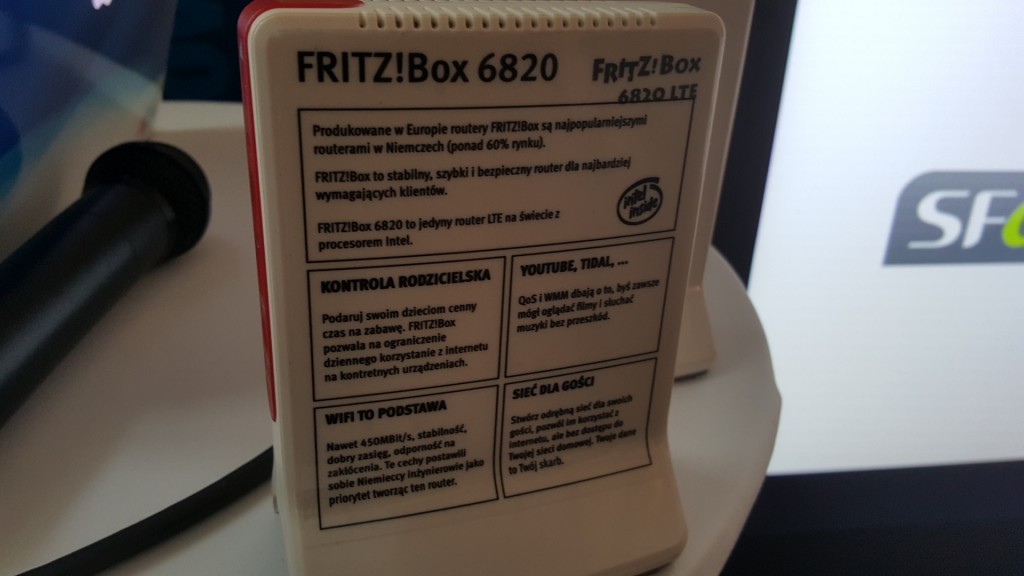 FRITZ!Box 6820
FRITZ!BOX
6820 LTE
Produkowane w Europie routery FRITZ!Box są najpopularniejszymi
routerami w Niemczech (ponad 60% rynku).
FRITZ!Box to stabilny, szybki i bezpieczny router dla najbardziej
wymagających klientów.
FRITZ!Box 6820 to jedyny router LTE na świecie z
procesorem Intel.
intel
inside
KONTROLA RODZICIELSKA
Podaruj swoim dzieciom cenny
czas na zabawę. FRITZ!Box
pozwala na ograniczenie
dziennego korzystanie z internetu
na konkretnych urządzeniach.
YOUTUBE, TIDAL, ...
QoS i WMM dbają o to, byś zawsze
mógł oglądać filmy i słuchać
muzyki bez przeszkód.
WIFI TO PODSTAWA
Nawet 450MBit/s, stabilność,
dobry zasięg, odporność na
zakłócenia. Te cechy postawili
sobie Niemieccy inżynierowie jako
priorytet tworząc ten router.
SIEĆ DLA GOŚCI
Stwórz odrębną sieć dla swoich
gości, pozwól im korzystać z
internetu, ale bez dostępu do
Twojej sieci domowej. Twoje dane
to Twój skarb.
SF